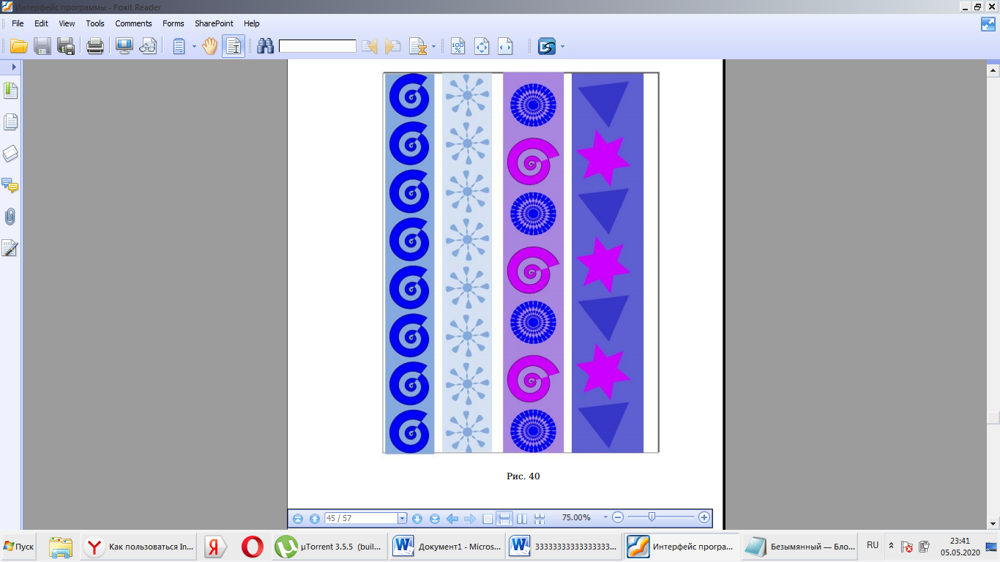 Интерфейс программы - Foxit Reader
File Edit View Tools Comments Forms SharePoint Help
100 %
Рис. 40
45 / 57
75.00%
Пуск
Как пользоваться In...
Я
µTorrent 3.5.5 (buil...
Документ1 - Micros...
33333333333333333...
Интерфейс програ...
Безымянный — Бло...
RU
23:41
05.05.2020